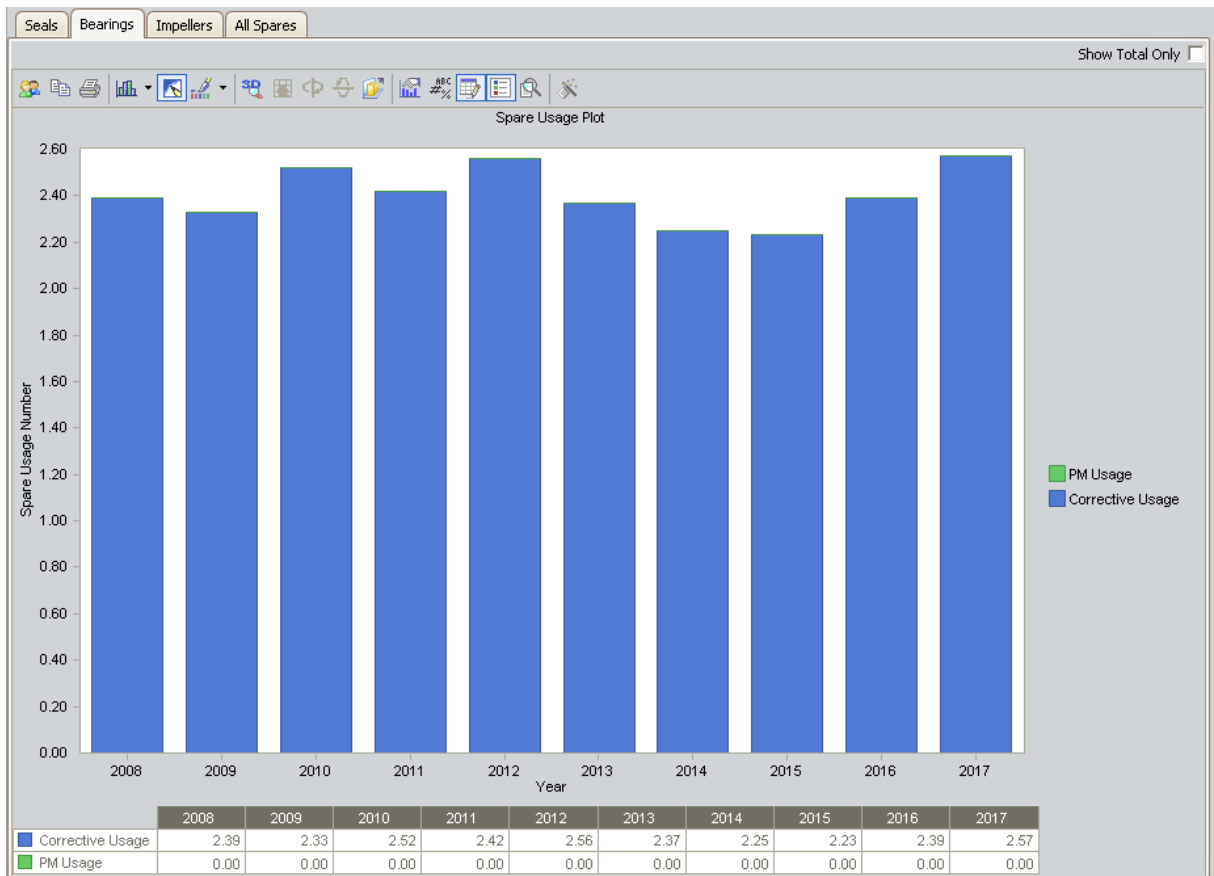 Seals Bearings Impellers All Spares
Show Total Only
3D ABC #%
Spare Usage Plot
2.60
2.40
2.20
2.00
1.80
1.60
1.40
1.20
1.00
0.80
0.60
0.40
0.20
0.00
Spare Usage Number
PM Usage
Corrective Usage
2008 2009 2010 2011 2012 2013 2014 2015 2016 2017
Year
2008 2009 2010 2011 2012 2013 2014 2015 2016 2017
Corrective Usage 2.39 2.33 2.52 2.42 2.56 2.37 2.25 2.23 2.39 2.57
PM Usage 0.00 0.00 0.00 0.00 0.00 0.00 0.00 0.00 0.00 0.00